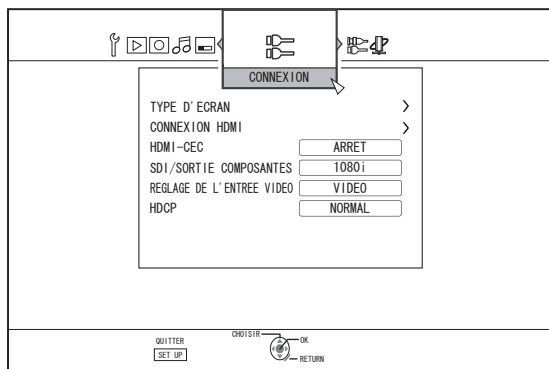 CONNEXION
TYPE D'ECRAN
CONNEXION HDMI
HDMI-CEC ARRET
SDI/SORTIE COMPOSANTES 1080i
REGLAGE DE L'ENTREE VIDEO VIDEO
HDCP NORMAL
QUITTER
SET UP
CHOISIR
OK
RETURN